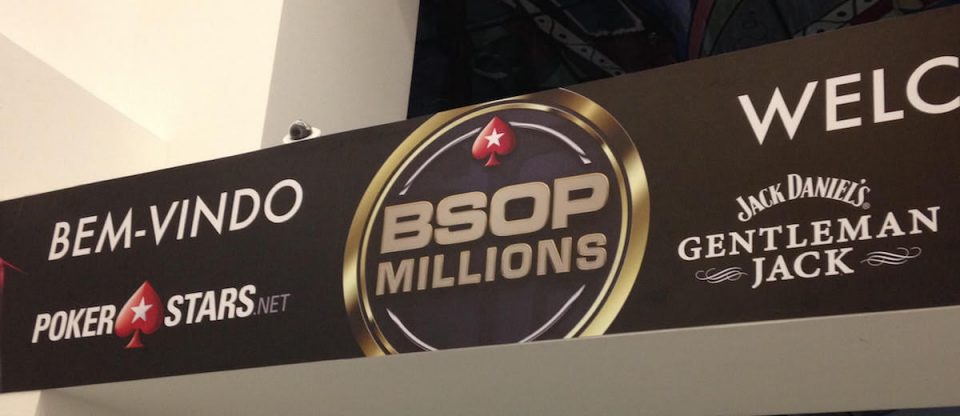 BEM-VINDO
POKER STARS.NET
BSOP
MILLIONS
WELC
JACK DANIEL'S
GENTLEMAN
JACK